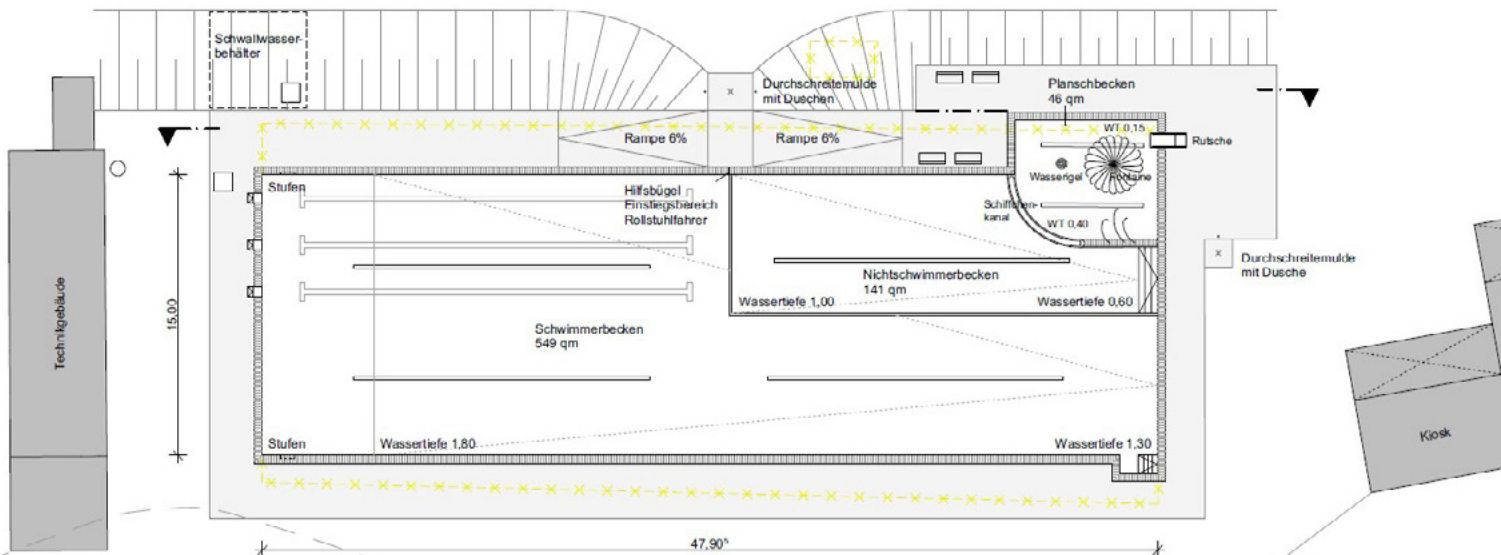 Schwallwasser-
behälter
Durchschreitemulde
mit Duschen
Planschbecken
46 qm
Rampe 6%
Rampe 6%
WT 0,15
Rutsche
Wasserigel
Fontaine
Stufen
Hilfsbügel
Einstiegsbereich
Rollstuhlfahrer
Schiffchen-
kanal
WT 0,40
Durchschreitemulde
mit Dusche
Nichtschwimmerbecken
141 qm
Wassertiefe 1,00
Wassertiefe 0,60
15,00
Technikgebäude
Schwimmerbecken
549 qm
Stufen
Wassertiefe 1,80
Wassertiefe 1,30
Kiosk
47,90⁵